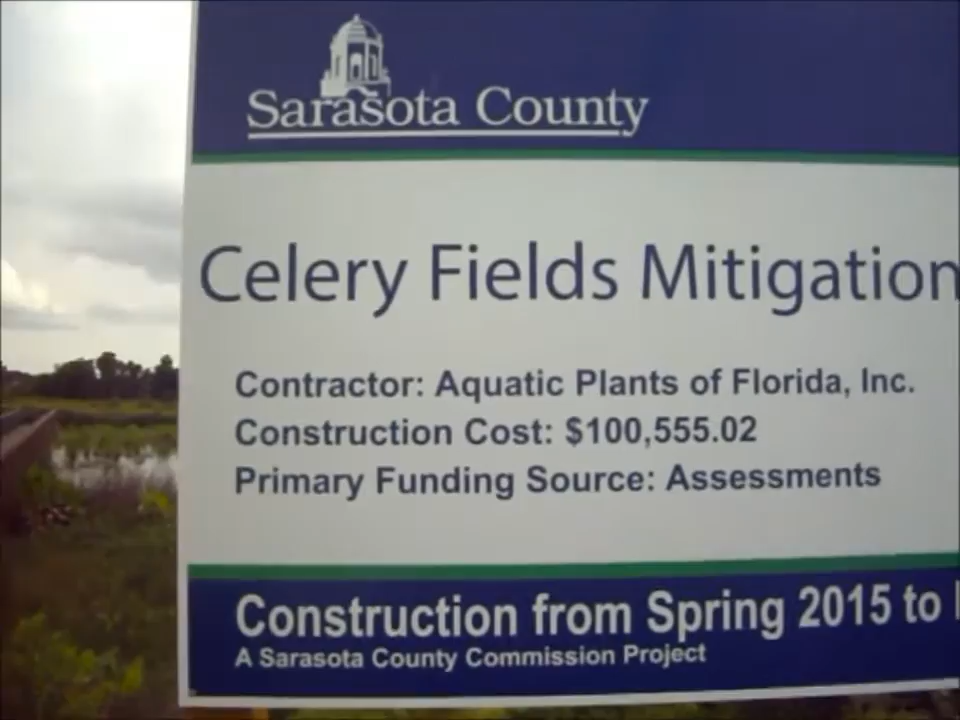 Sarasota County
Celery Fields Mitigation
Contractor: Aquatic Plants of Florida, Inc.
Construction Cost: $100,555.02
Primary Funding Source: Assessments
Construction from Spring 2015 to
A Sarasota County Commission Project